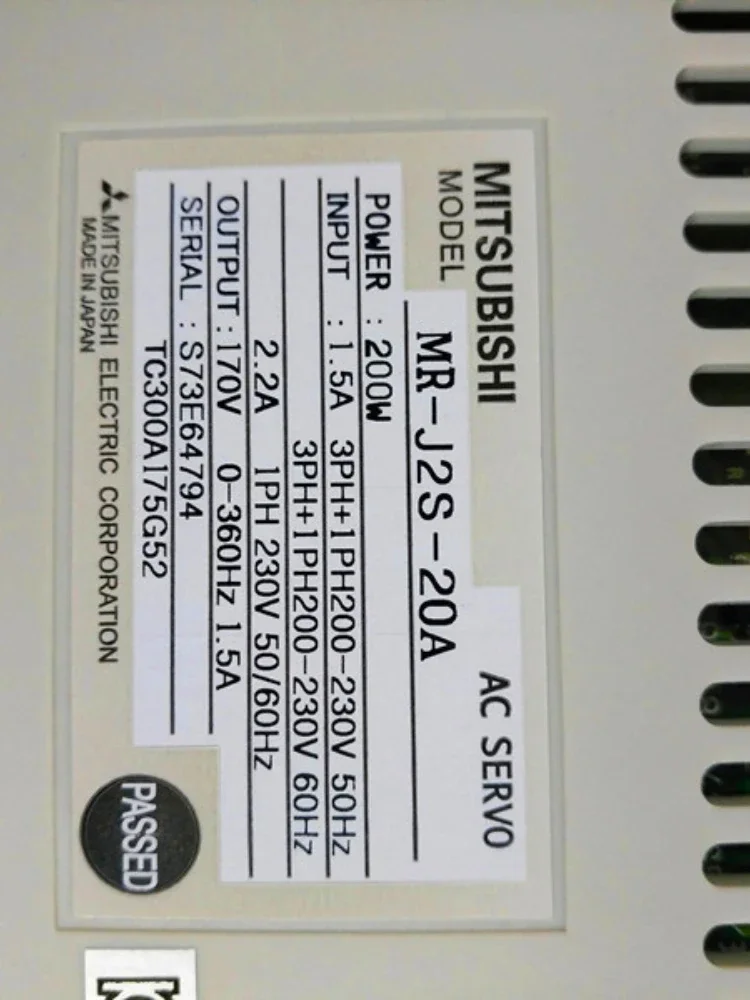 MITSUBISHI AC SERVO
MODEL
MR-J2S-20A
POWER : 200W
INPUT : 1.5A 3PH+1PH200-230V 50Hz
3PH+1PH200-230V 60Hz
2.2A 1PH 230V 50/60Hz
OUTPUT : 170V 0-360Hz 1.5A
SERIAL : S73E64794
TC300A175G52
MITSUBISHI ELECTRIC CORPORATION
MADE IN JAPAN
PASSED